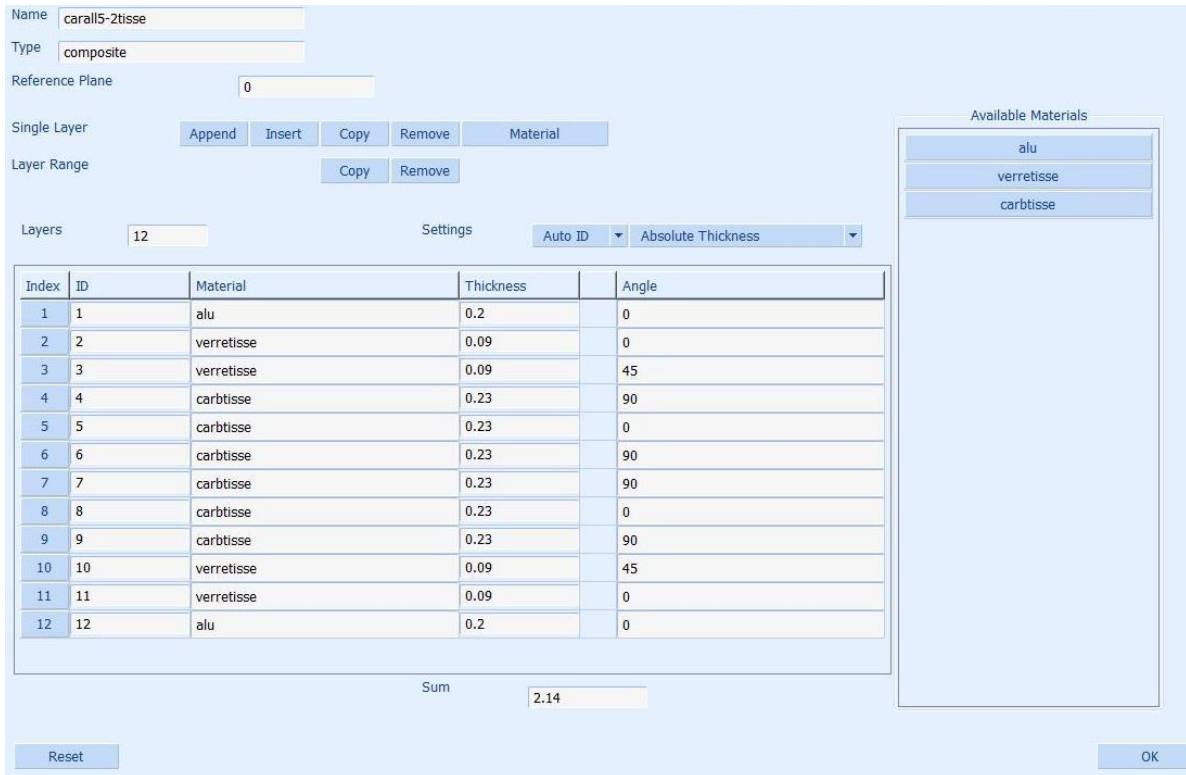 Name carall5-2tisse
Type composite
Reference Plane 0
Available Materials
Single Layer Append Insert Copy Remove Material
alu
Layer Range Copy Remove
verretisse
carbtisse
Layers 12 Settings Auto ID Absolute Thickness
Index ID Material Thickness Angle
1 1 alu 0.2 0
2 2 verretisse 0.09 0
3 3 verretisse 0.09 45
4 4 carbtisse 0.23 90
5 5 carbtisse 0.23 0
6 6 carbtisse 0.23 90
7 7 carbtisse 0.23 90
8 8 carbtisse 0.23 0
9 9 carbtisse 0.23 90
10 10 verretisse 0.09 45
11 11 verretisse 0.09 0
12 12 alu 0.2 0
Sum 2.14
Reset OK